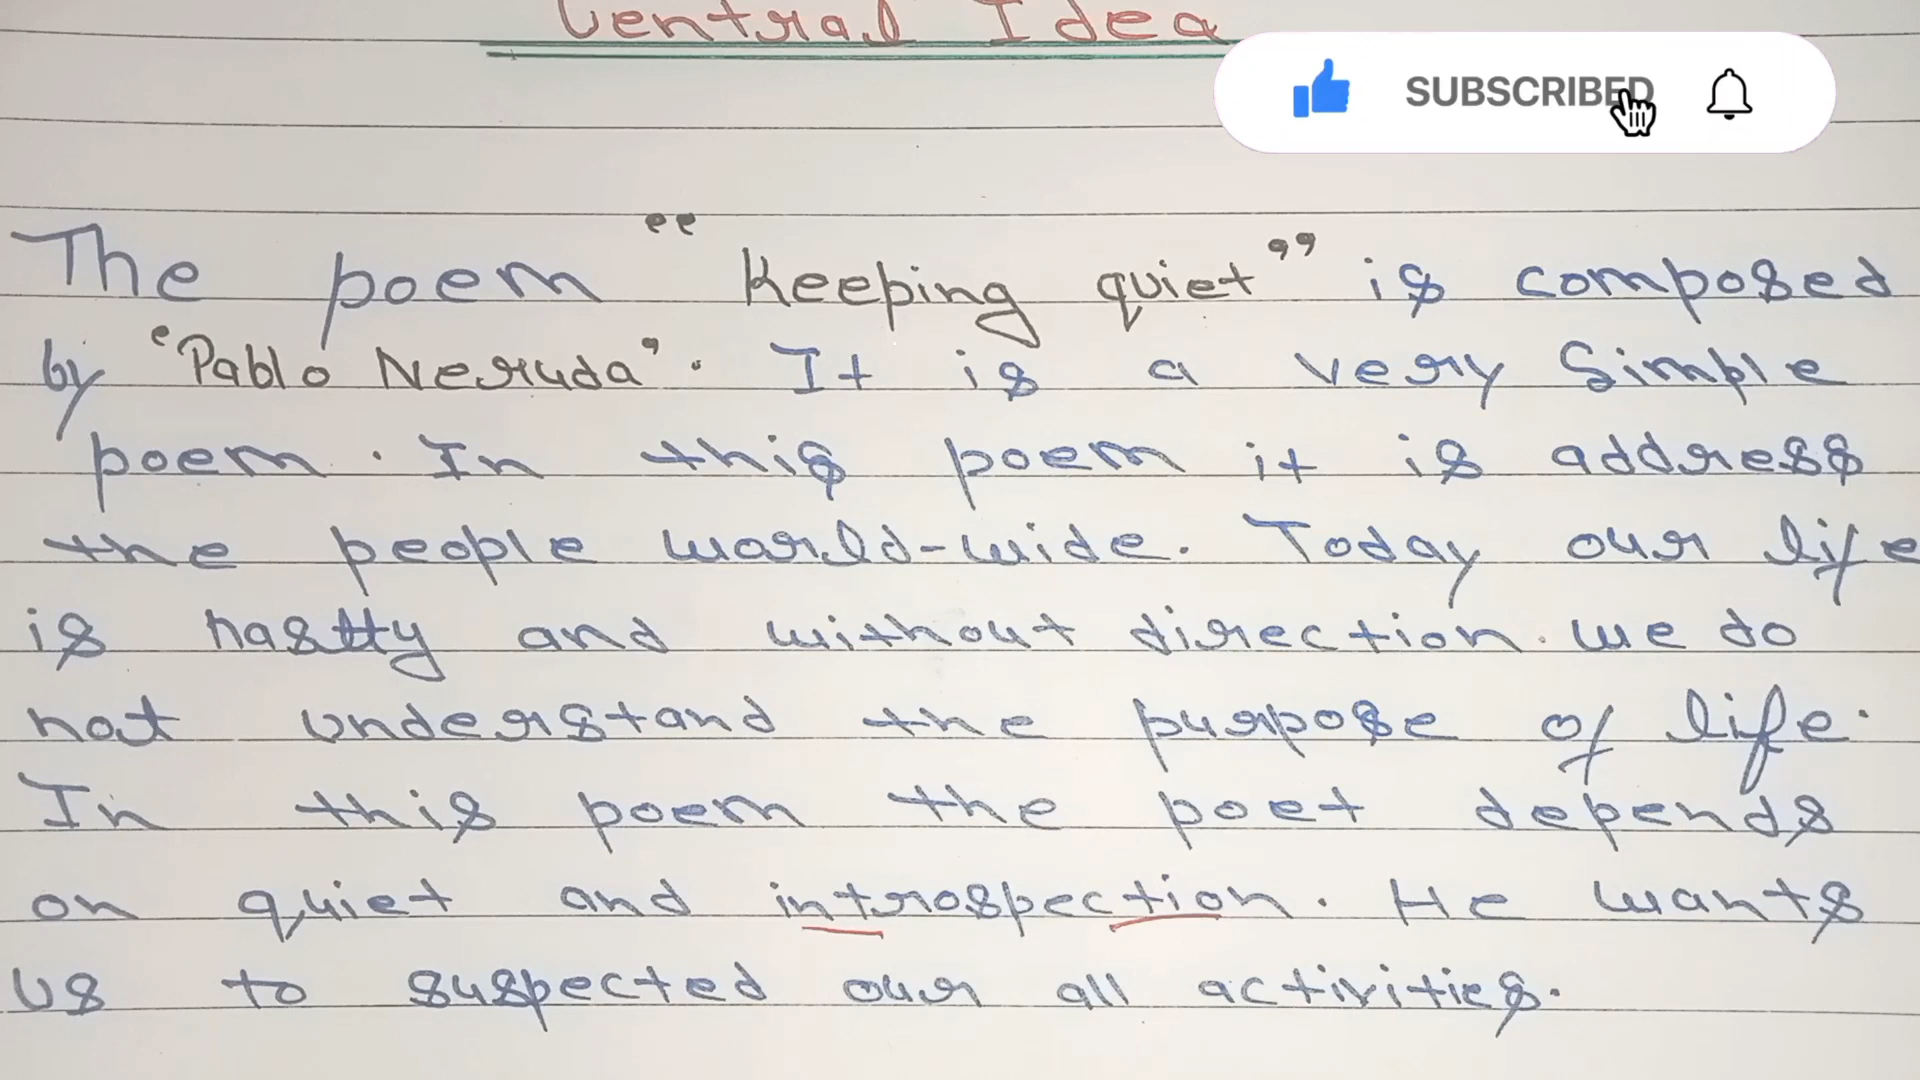 Central Idea
SUBSCRIBED
The poem "Keeping quiet" is composed
by 'Pablo Neruda'. It is a very Simple
poem. In this poem it is address
the people world-wide. Today our life
is hastty and without direction. we do
not understand the purpose of life.
In this poem the poet depends
on quiet and introspection. He wants
us to suspected our all activities.